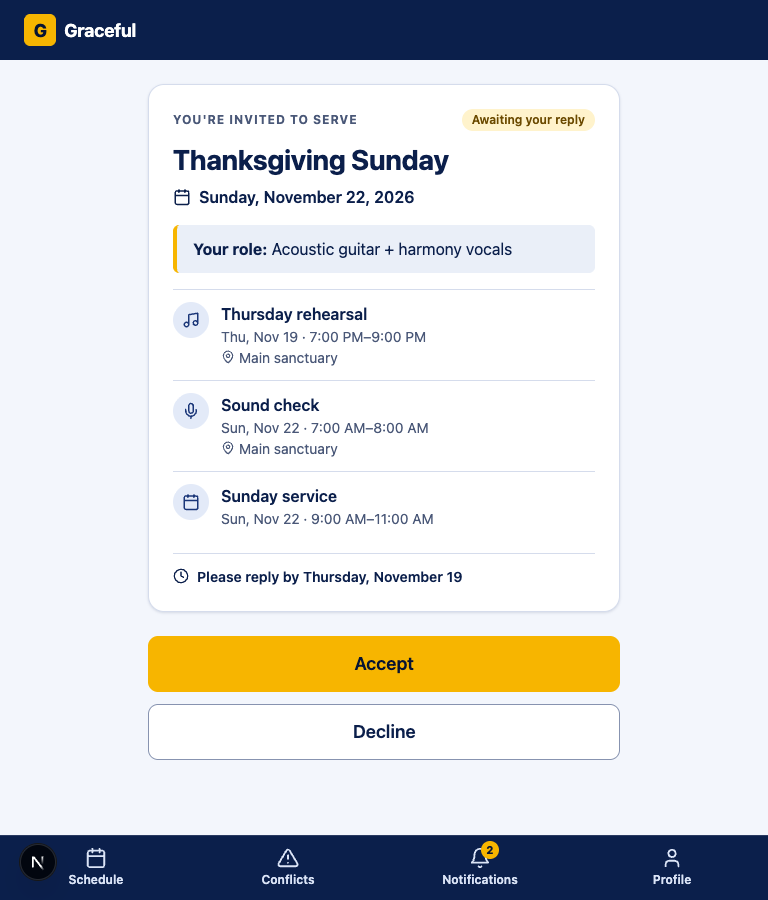 G Graceful
YOU'RE INVITED TO SERVE
Awaiting your reply
Thanksgiving Sunday
Sunday, November 22, 2026
Your role: Acoustic guitar + harmony vocals
Thursday rehearsal
Thu, Nov 19 · 7:00 PM–9:00 PM
Main sanctuary
Sound check
Sun, Nov 22 · 7:00 AM–8:00 AM
Main sanctuary
Sunday service
Sun, Nov 22 · 9:00 AM–11:00 AM
Please reply by Thursday, November 19
Accept
Decline
N
Schedule
Conflicts
2
Notifications
Profile